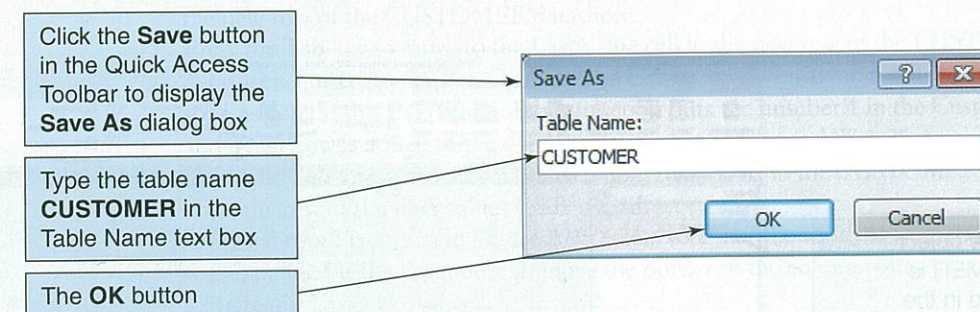 Click the Save button
in the Quick Access
Toolbar to display the
Save As dialog box
Type the table name
CUSTOMER in the
Table Name text box
The OK button
Save As
Table Name:
CUSTOMER
OK
Cancel